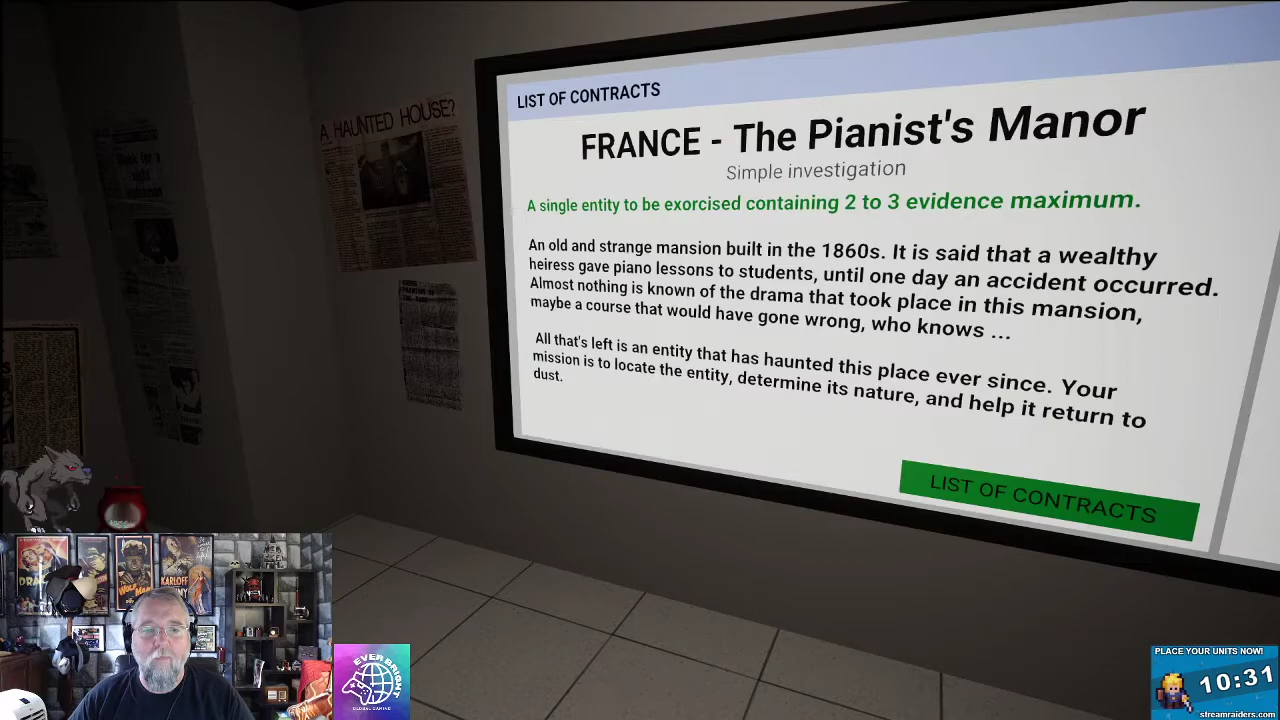 A HAUNTED HOUSE?
LIST OF CONTRACTS
FRANCE - The Pianist's Manor
Simple investigation
A single entity to be exorcised containing 2 to 3 evidence maximum.
An old and strange mansion built in the 1860s. It is said that a wealthy
heiress gave piano lessons to students, until one day an accident occurred.
Almost nothing is known of the drama that took place in this mansion,
maybe a course that would have gone wrong, who knows ...
All that's left is an entity that has haunted this place ever since. Your
mission is to locate the entity, determine its nature, and help it return to
dust.
LIST OF CONTRACTS
KARLOFF
EVER BRIGHT
GLOBAL GAMING
PLACE YOUR UNITS NOW!
10:31
streamraiders.com